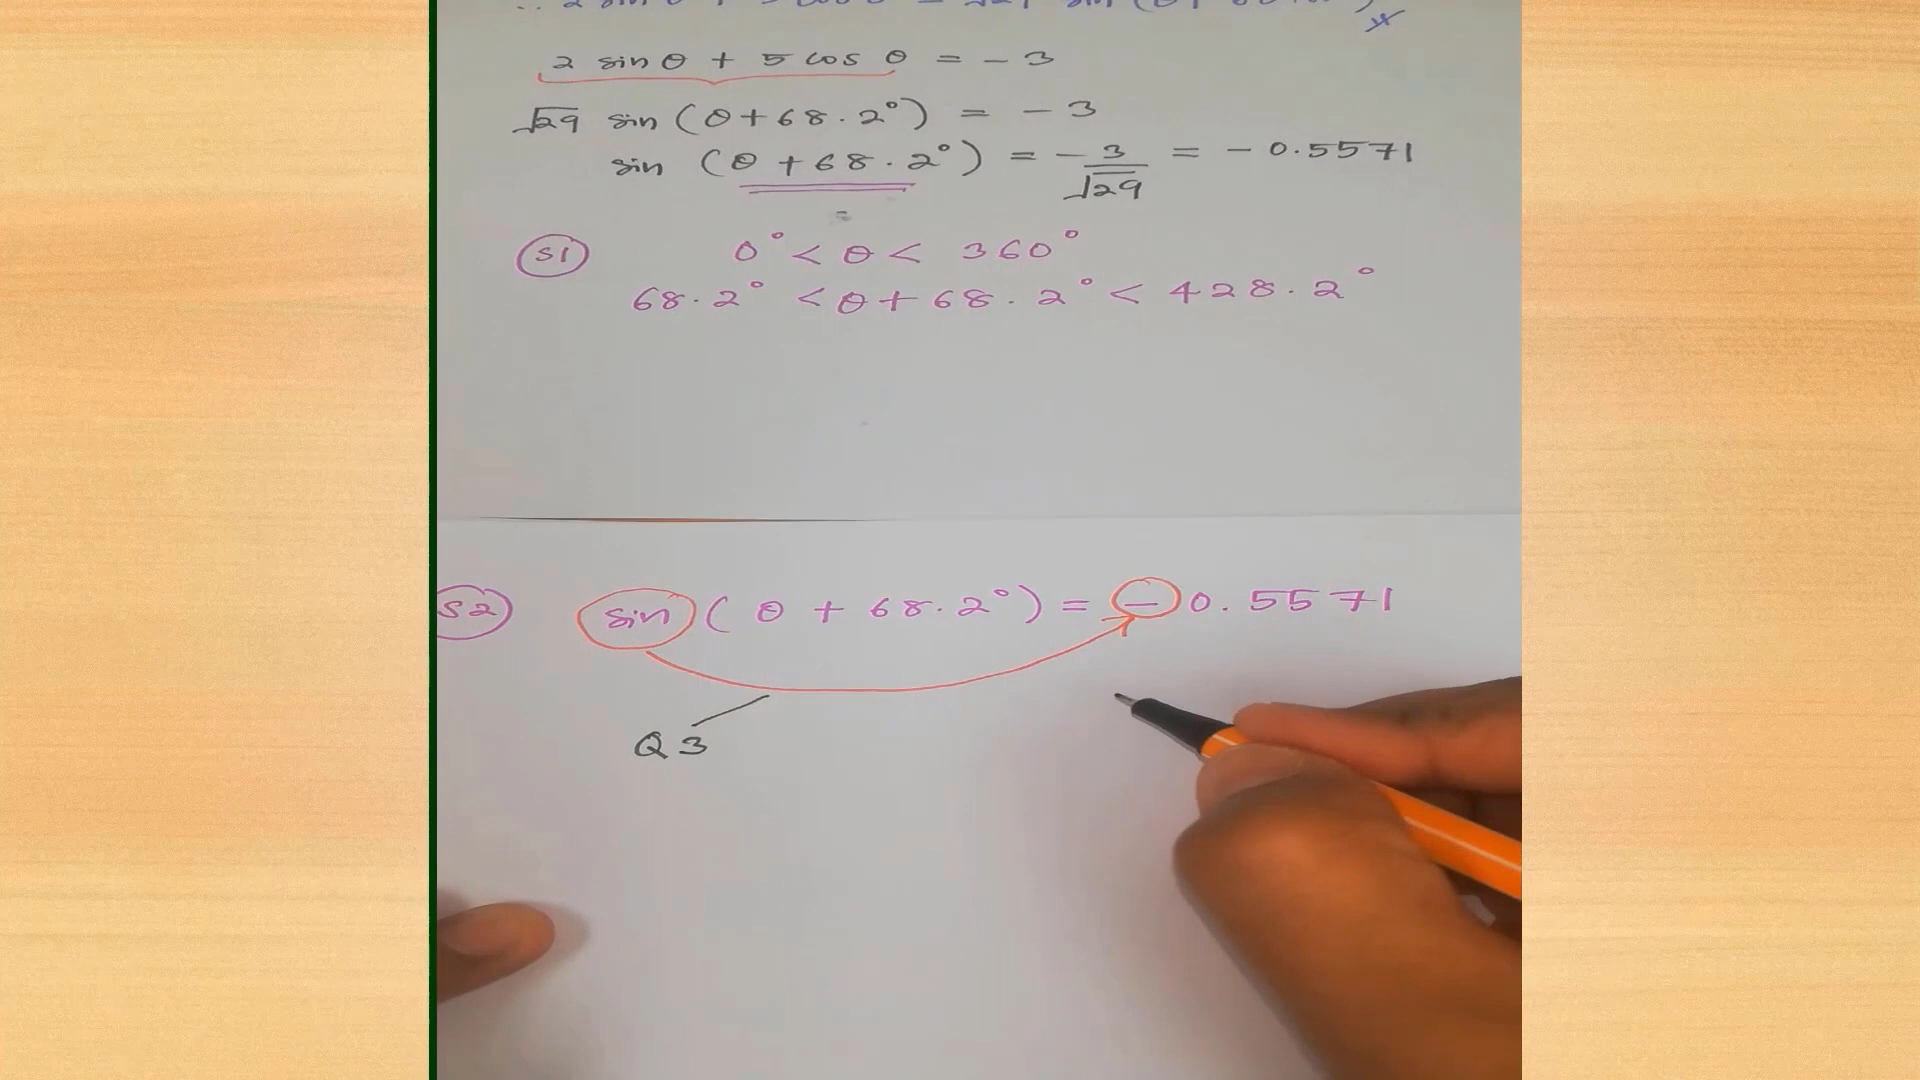 2 sin θ + 5 cos θ = - 3
√29 sin (θ + 68.2°) = - 3
sin (θ + 68.2°) = - 3/√29 = - 0.5571
S1 0° < θ < 360°
68.2° < θ + 68.2° < 428.2°
S2 sin (θ + 68.2°) = - 0.5571
Q3